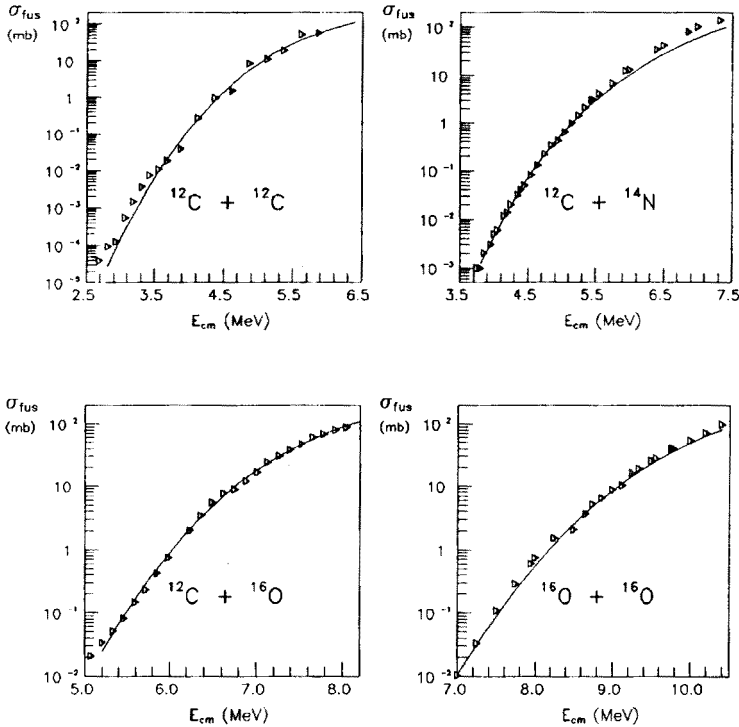 σfus
(mb)
10²
10
1
10⁻¹
10⁻²
10⁻³
10⁻⁴
10⁻⁵
¹²C + ¹²C
2.5 3.5 4.5 5.5 6.5
Ecm (MeV)
σfus
(mb)
10²
10
1
10⁻¹
10⁻²
10⁻³
¹²C + ¹⁴N
3.5 4.5 5.5 6.5 7.5
Ecm (MeV)
σfus
(mb)
10²
10
1
10⁻¹
10⁻²
¹²C + ¹⁶O
5.0 6.0 7.0 8.0
Ecm (MeV)
σfus
(mb)
10²
10
1
10⁻¹
10⁻²
¹⁶O + ¹⁶O
7.0 8.0 9.0 10.0
Ecm (MeV)